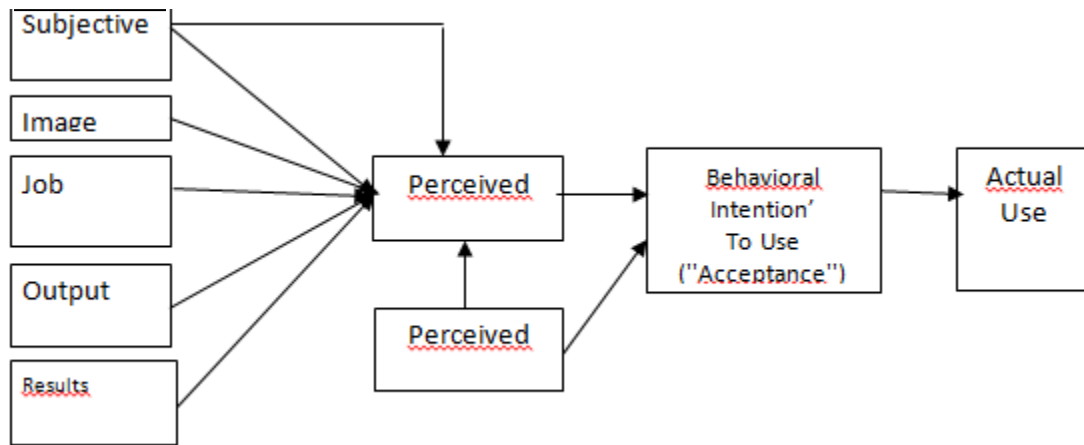 Subjective
Image
Job
Output
Results
Perceived
Perceived
Behavioral
Intention’
To Use
("Acceptance")
Actual
Use